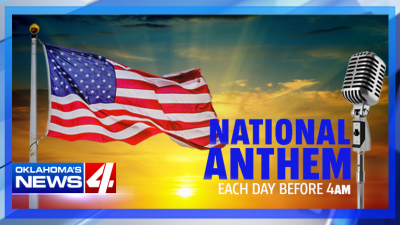 NATIONAL
ANTHEM
EACH DAY BEFORE 4AM
OKLAHOMA'S
NEWS 4